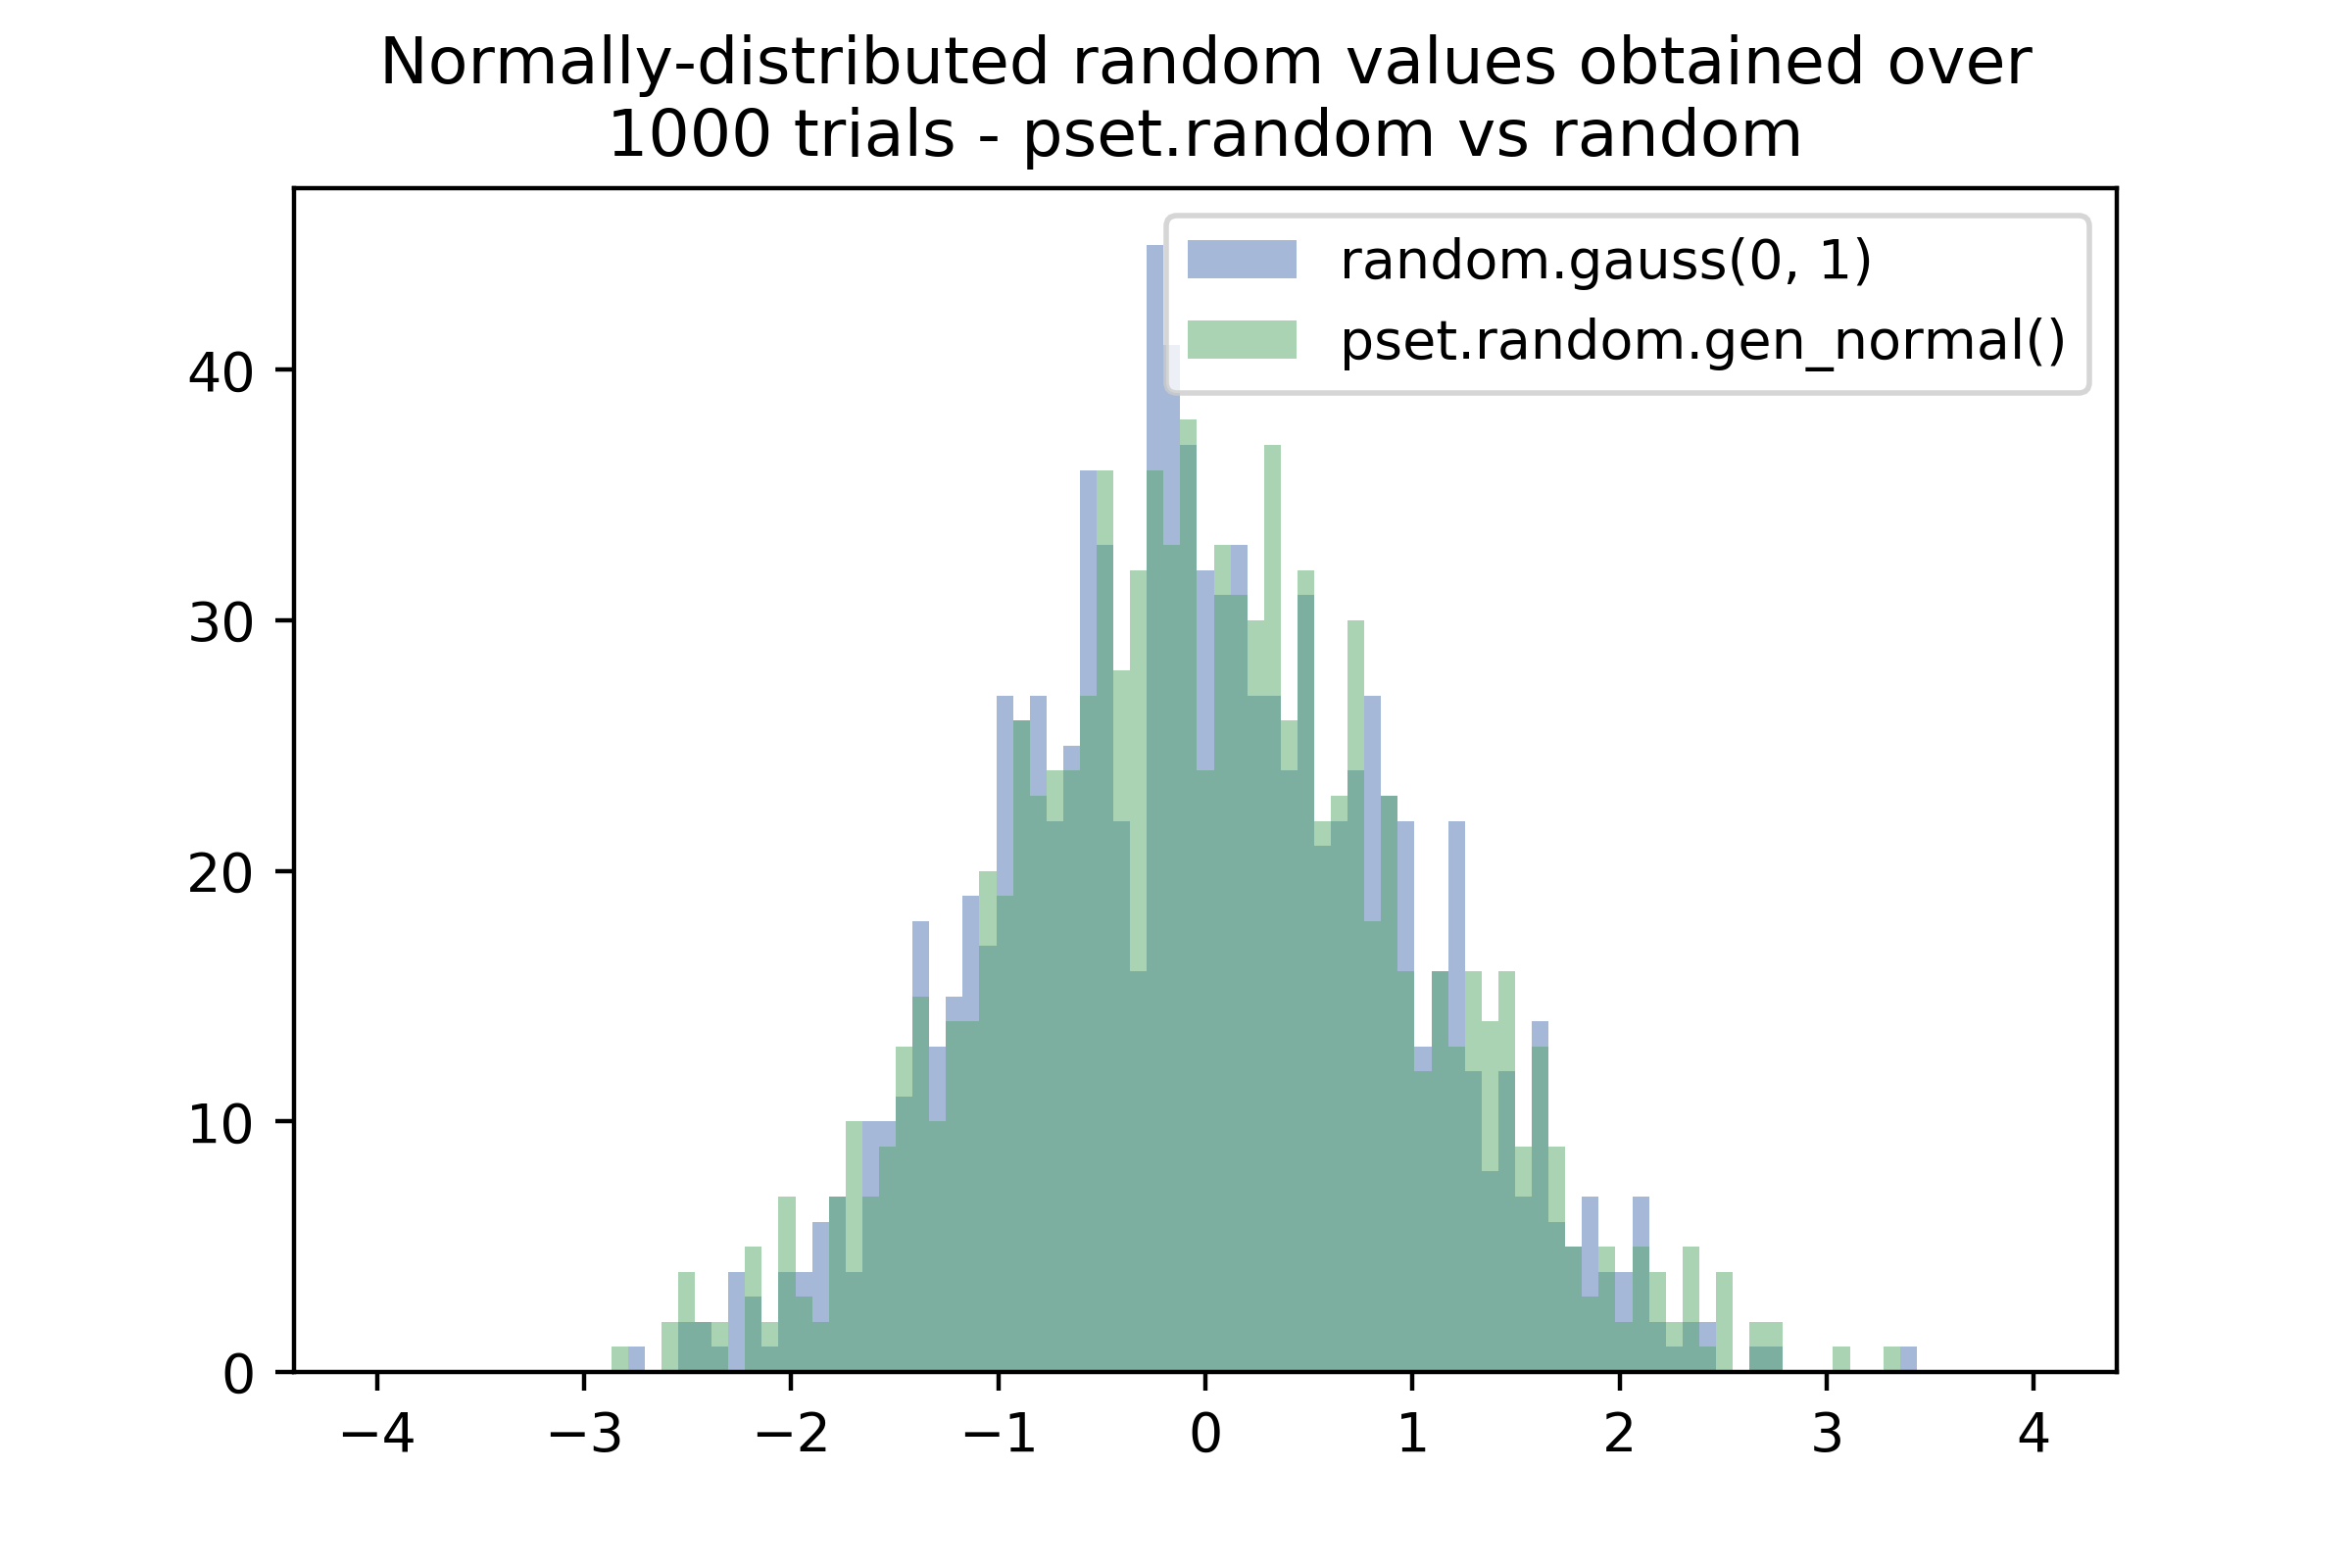 Normally-distributed random values obtained over
1000 trials - pset.random vs random
random.gauss(0, 1)
pset.random.gen_normal()
40
30
20
10
0
−4 −3 −2 −1 0 1 2 3 4